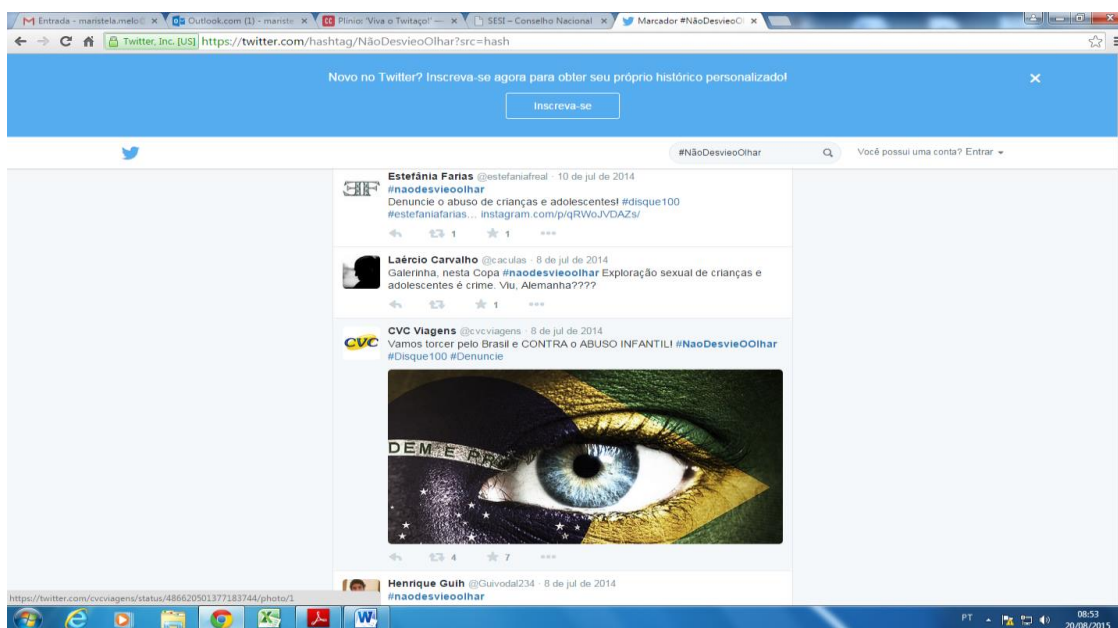 Entrada - maristela.melo@
Outlook.com (1) - mariste
Plinio: 'Viva o Twitaço!' —
SESI – Conselho Nacional
Marcador #NãoDesvieoO
Twitter, Inc. [US] https://twitter.com/hashtag/NãoDesvieoOlhar?src=hash
Novo no Twitter? Inscreva-se agora para obter seu próprio histórico personalizado!
Inscreva-se
#NãoDesvieoOlhar
Você possui uma conta? Entrar
Estefânia Farias @estefaniafreal · 10 de jul de 2014
#naodesvieoolhar
Denuncie o abuso de crianças e adolescentes! #disque100
#estefaniafarias... instagram.com/p/qRWoJVDAZs/
1 1
Laércio Carvalho @caculas · 8 de jul de 2014
Galerinha, nesta Copa #naodesvieoolhar Exploração sexual de crianças e
adolescentes é crime. Viu, Alemanha????
1
CVC Viagens @cvcviagens · 8 de jul de 2014
CVC
Vamos torcer pelo Brasil e CONTRA o ABUSO INFANTIL! #NaoDesvieOOlhar
#Disque100 #Denuncie
DEM E PR
4 7
Henrique Guih @Guivodal234 · 8 de jul de 2014
#naodesvieoolhar
https://twitter.com/cvcviagens/status/486620501377183744/photo/1
PT
08:53
20/08/2015